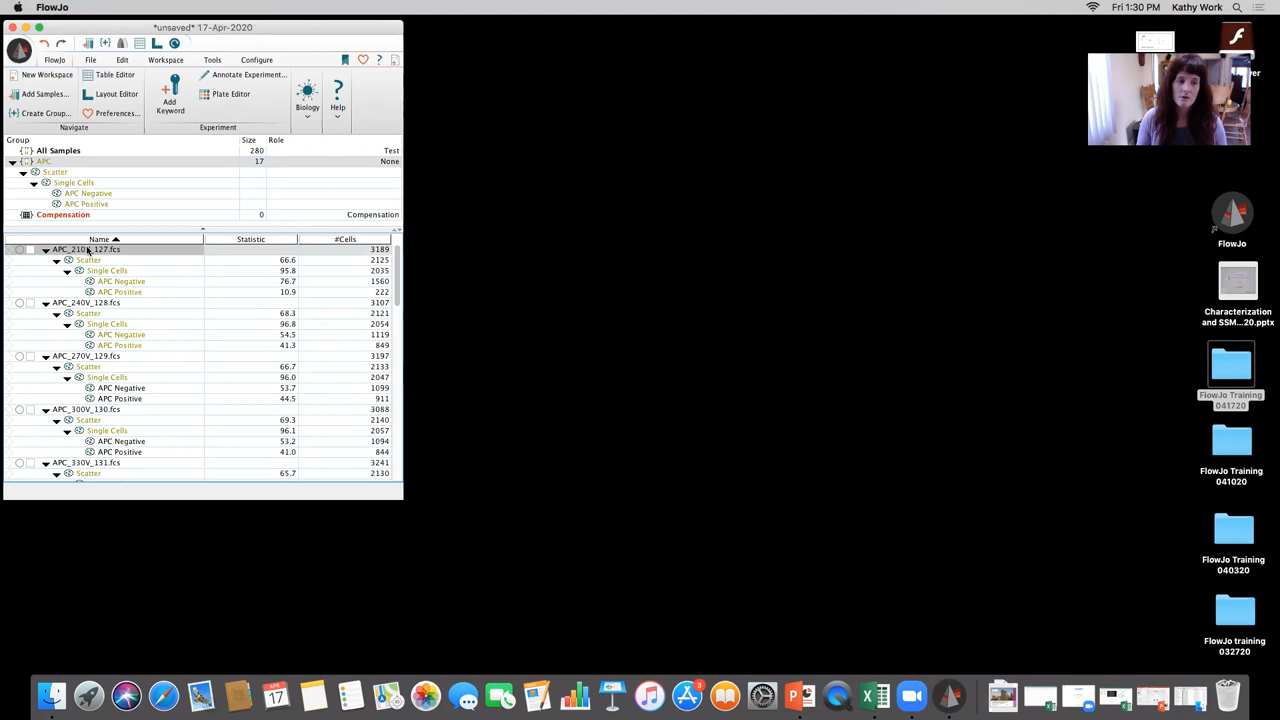 FlowJo
Fri 1:30 PM Kathy Work
*unsaved* 17-Apr-2020
FlowJo File Edit Workspace Tools Configure
New Workspace Table Editor Annotate Experiment...
Add Samples... Layout Editor Add Keyword Plate Editor Biology Help
Create Group... Preferences...
Navigate Experiment
Group Size Role
All Samples 280 Test
APC 17 None
Scatter
Single Cells
APC Negative
APC Positive
Compensation 0 Compensation
Name Statistic #Cells
APC_210V_127.fcs 3189
Scatter 66.6 2125
Single Cells 95.8 2035
APC Negative 76.7 1560
APC Positive 10.9 222
APC_240V_128.fcs 3107
Scatter 68.3 2121
Single Cells 96.8 2054
APC Negative 54.5 1119
APC Positive 41.3 849
APC_270V_129.fcs 3197
Scatter 66.7 2133
Single Cells 96.0 2047
APC Negative 53.7 1099
APC Positive 44.5 911
APC_300V_130.fcs 3088
Scatter 69.3 2140
Single Cells 96.1 2057
APC Negative 53.2 1094
APC Positive 41.0 844
APC_330V_131.fcs 3241
Scatter 65.7 2130
FlowJo
Characterization
and SSM...20.pptx
FlowJo Training
041720
FlowJo Training
041020
FlowJo Training
040320
FlowJo training
032720
APR
17
3